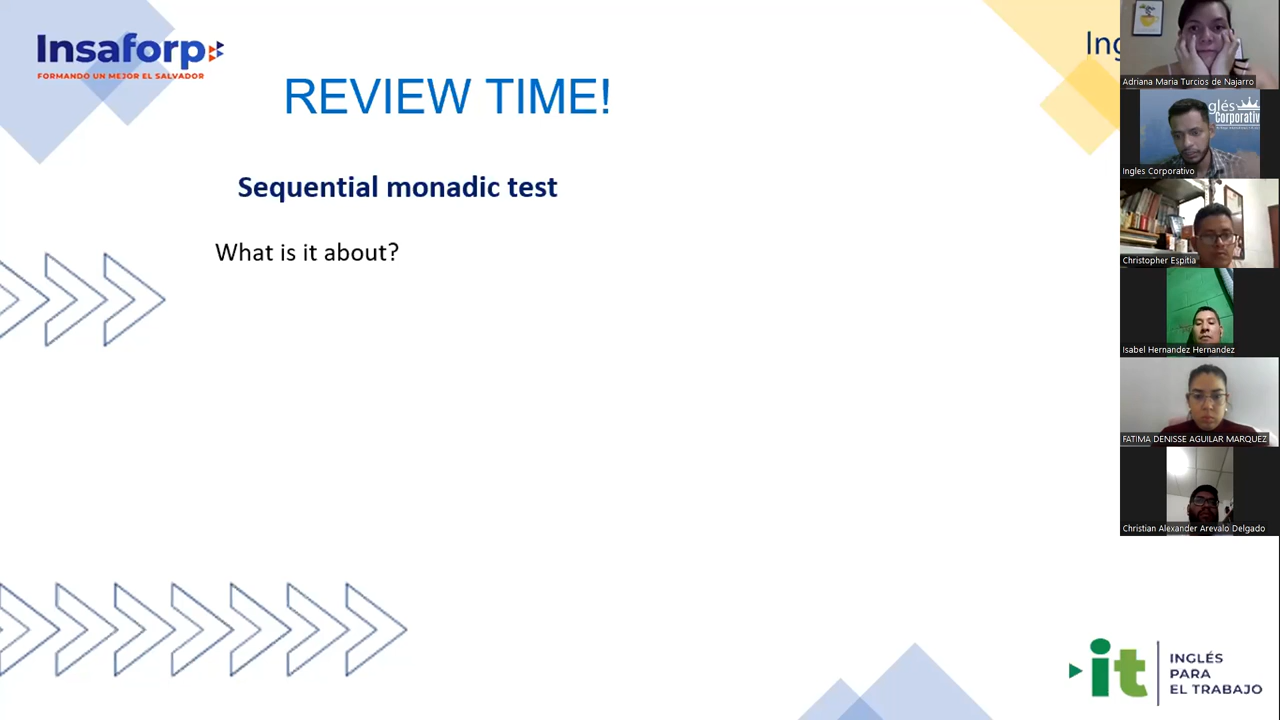 Insaforp
FORMANDO UN MEJOR EL SALVADOR
REVIEW TIME!
Sequential monadic test
What is it about?
Ing
Adriana Maria Turcios de Najarro
glés
Corporativ
Ingles Corporativo
Christopher Espitia
Isabel Hernandez Hernandez
FATIMA DENISSE AGUILAR MARQUEZ
Christian Alexander Arevalo Delgado
it
INGLÉS
PARA
EL TRABAJO